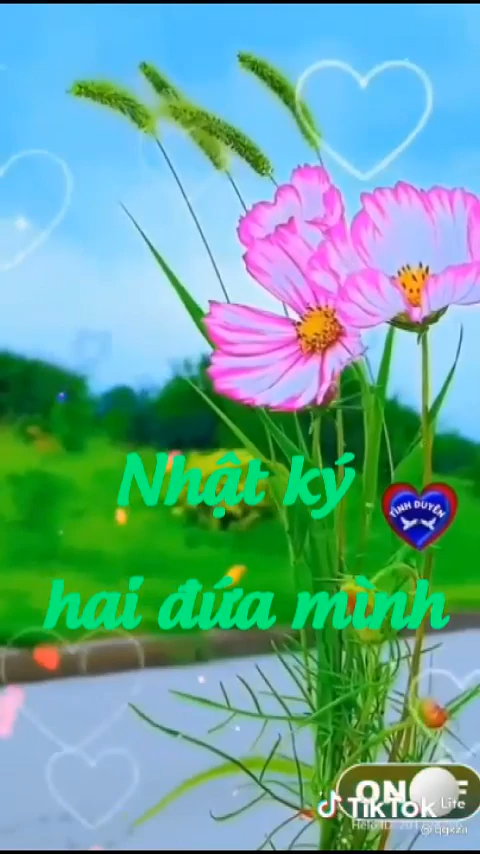 Nhật ký
TÌNH DUYÊN
hai đứa mình
ON
TikTok Lite